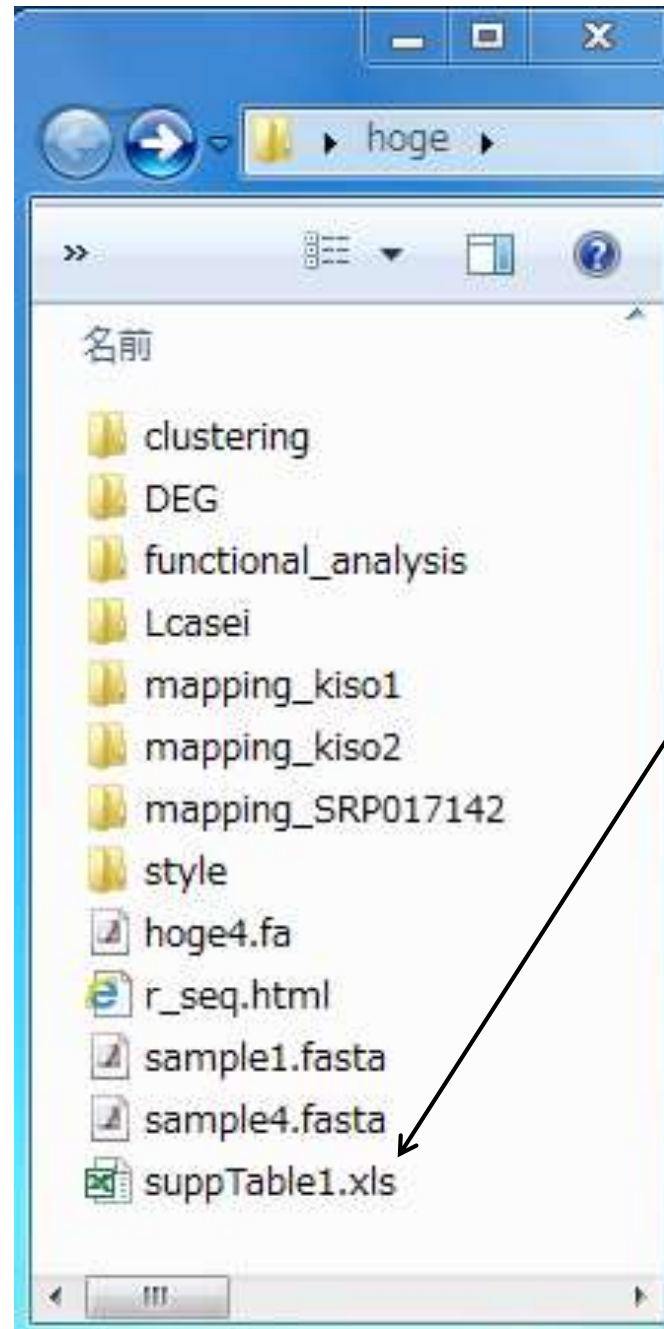 hoge
名前
clustering
DEG
functional_analysis
Lcasei
mapping_kiso1
mapping_kiso2
mapping_SRP017142
style
hoge4.fa
r_seq.html
sample1.fasta
sample4.fasta
suppTable1.xls